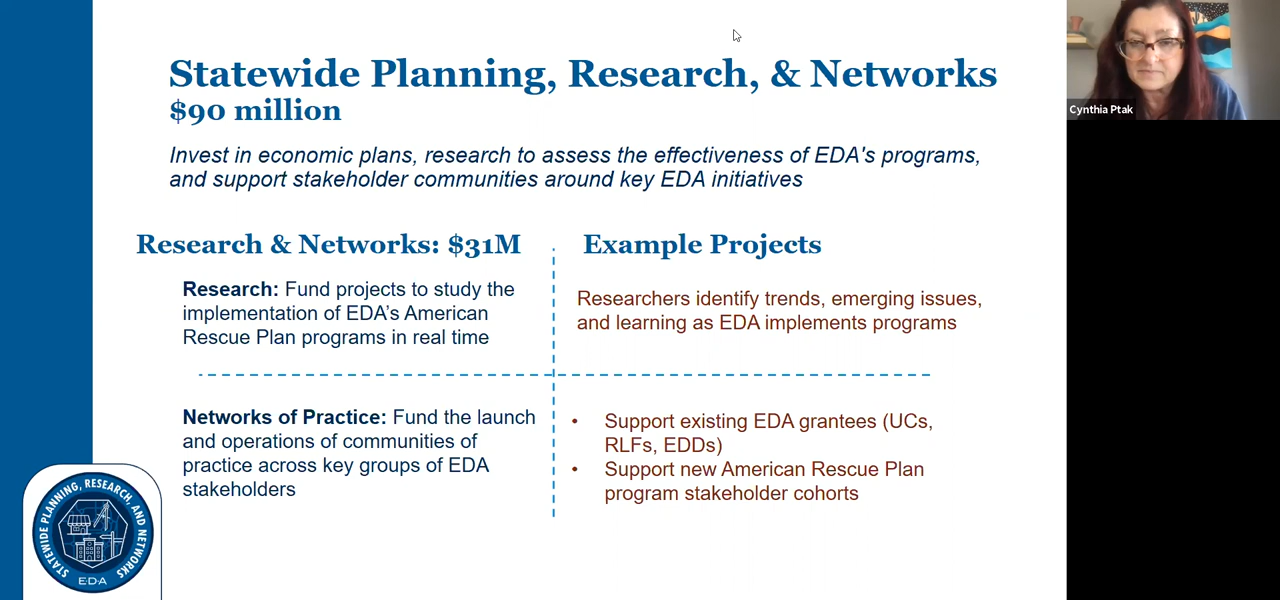 Statewide Planning, Research, & Networks
$90 million
Invest in economic plans, research to assess the effectiveness of EDA's programs,
and support stakeholder communities around key EDA initiatives
Research & Networks: $31M
Example Projects
Research: Fund projects to study the
implementation of EDA’s American
Rescue Plan programs in real time
Researchers identify trends, emerging issues,
and learning as EDA implements programs
Networks of Practice: Fund the launch
and operations of communities of
practice across key groups of EDA
stakeholders
• Support existing EDA grantees (UCs,
RLFs, EDDs)
• Support new American Rescue Plan
program stakeholder cohorts
STATEWIDE PLANNING, RESEARCH, AND NETWORKS
EDA
Cynthia Ptak